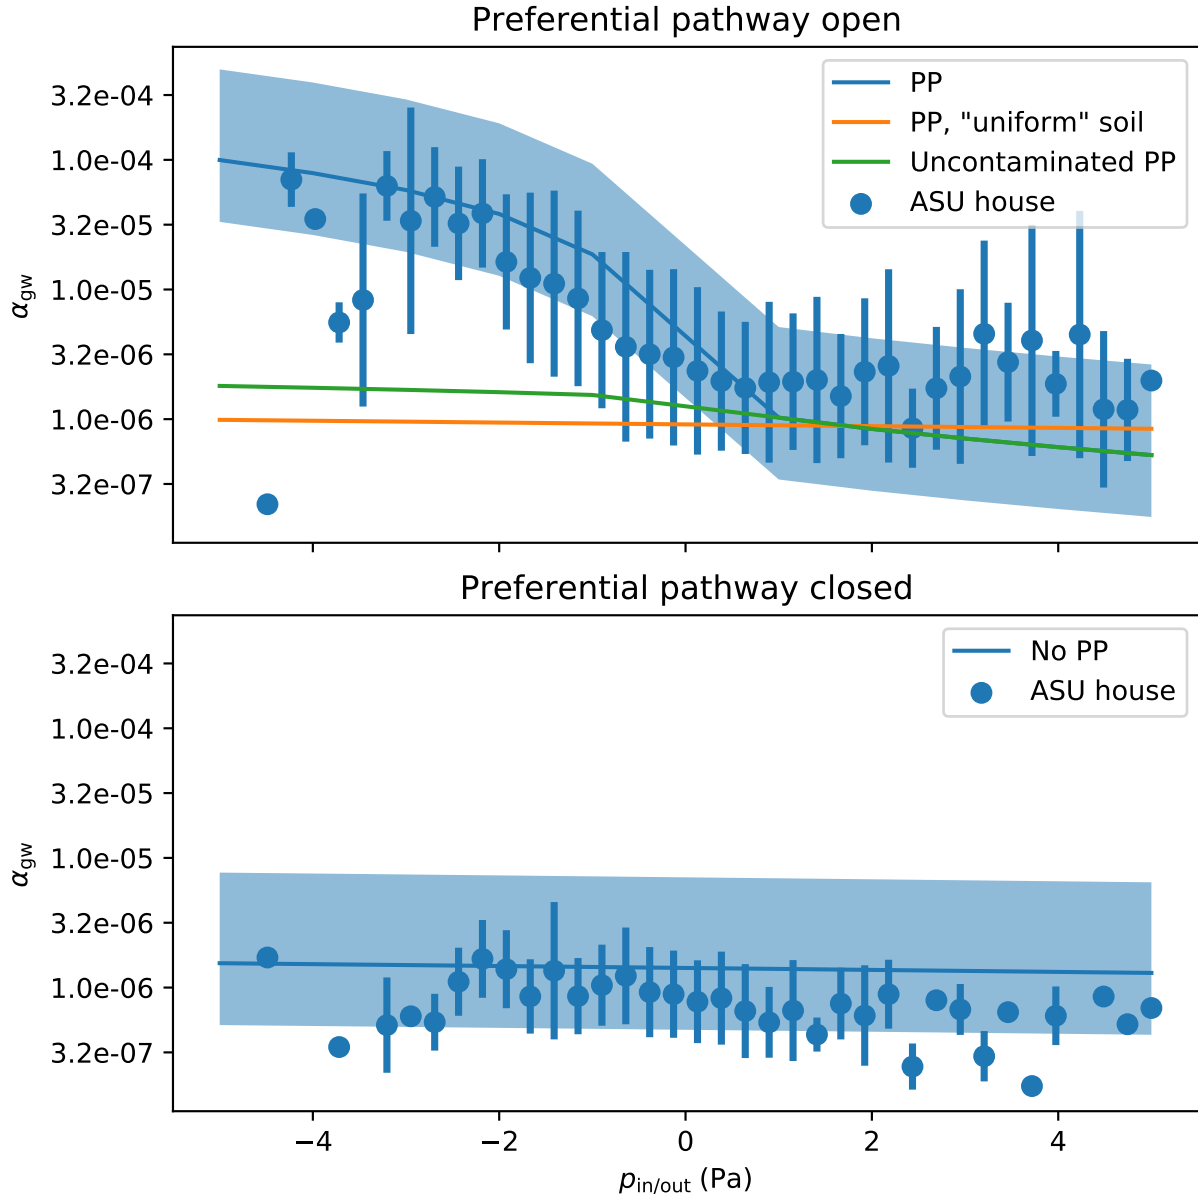 Preferential pathway open
PP
PP, "uniform" soil
Uncontaminated PP
ASU house
3.2e-04
1.0e-04
3.2e-05
1.0e-05
3.2e-06
1.0e-06
3.2e-07
αgw
Preferential pathway closed
No PP
ASU house
3.2e-04
1.0e-04
3.2e-05
1.0e-05
3.2e-06
1.0e-06
3.2e-07
αgw
−4 −2 0 2 4
pin/out (Pa)